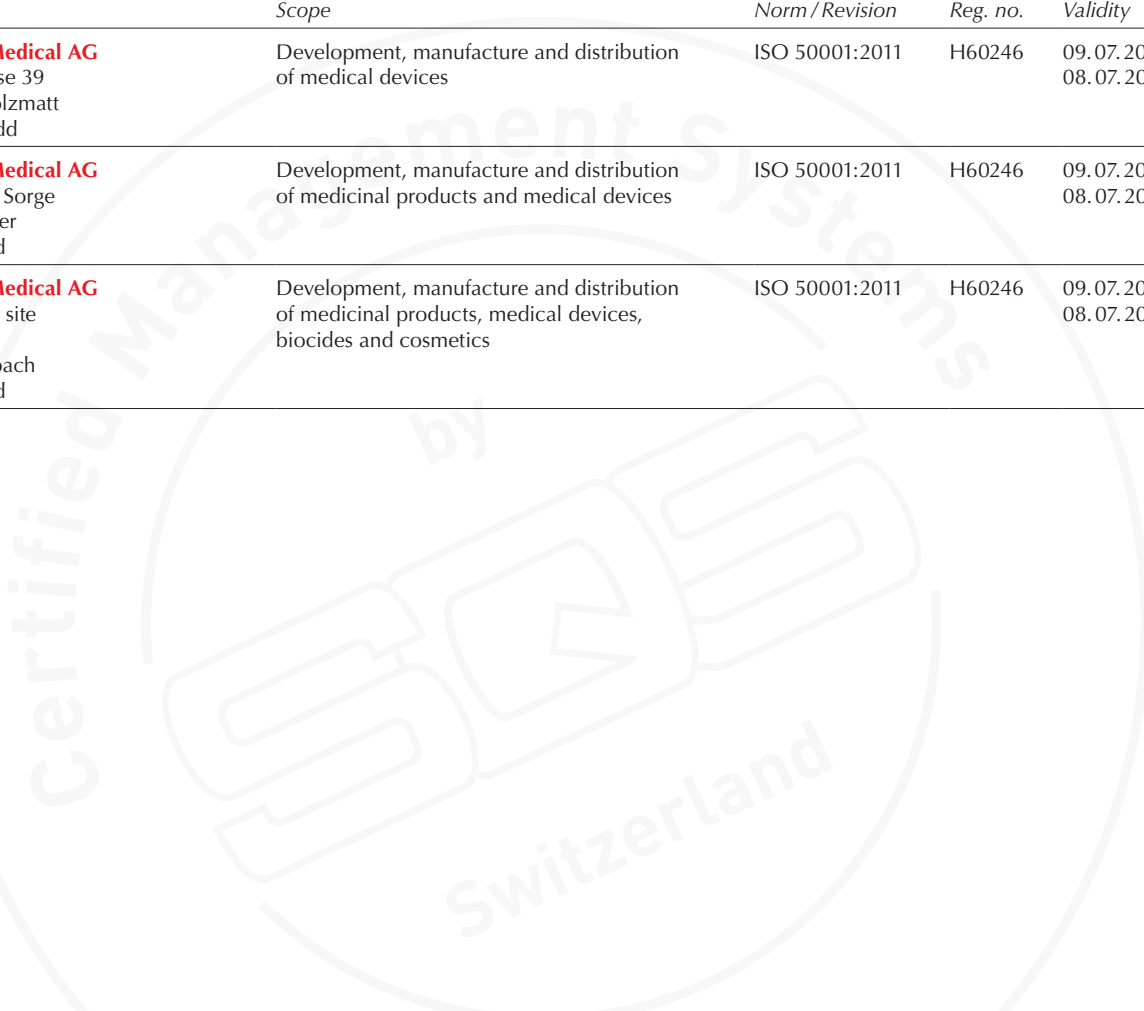 Scope Norm / Revision Reg. no. Validity
Medical AG Development, manufacture and distribution ISO 50001:2011 H60246 09.07.20
se 39 of medical devices 08.07.20
olzmatt
dd
Medical AG Development, manufacture and distribution ISO 50001:2011 H60246 09.07.20
Sorge of medicinal products and medical devices 08.07.20
er
d
Medical AG Development, manufacture and distribution ISO 50001:2011 H60246 09.07.20
site of medicinal products, medical devices, 08.07.20
biocides and cosmetics
bach
d
Certified Management Systems
by
SQS
Switzerland